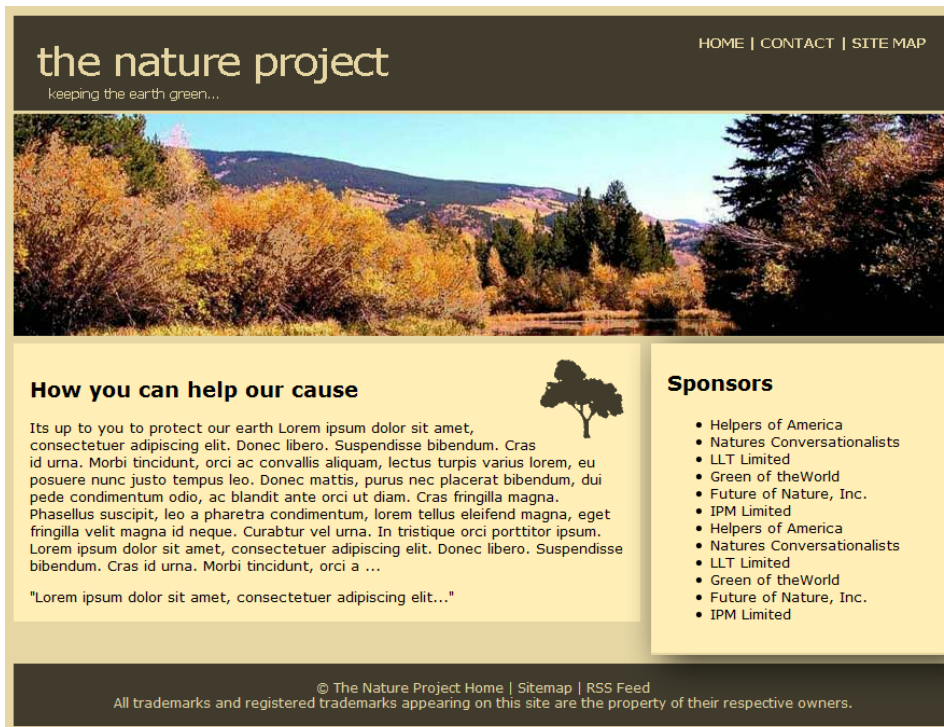 the nature project
HOME | CONTACT | SITE MAP
keeping the earth green...
How you can help our cause
Its up to you to protect our earth Lorem ipsum dolor sit amet,
consectetuer adipiscing elit. Donec libero. Suspendisse bibendum. Cras
id urna. Morbi tincidunt, orci ac convallis aliquam, lectus turpis varius lorem, eu
posuere nunc justo tempus leo. Donec mattis, purus nec placerat bibendum, dui
pede condimentum odio, ac blandit ante orci ut diam. Cras fringilla magna.
Phasellus suscipit, leo a pharetra condimentum, lorem tellus eleifend magna, eget
fringilla velit magna id neque. Curabtur vel urna. In tristique orci porttitor ipsum.
Lorem ipsum dolor sit amet, consectetuer adipiscing elit. Donec libero. Suspendisse
bibendum. Cras id urna. Morbi tincidunt, orci a ...
"Lorem ipsum dolor sit amet, consectetuer adipiscing elit..."
Sponsors
• Helpers of America
• Natures Conversationalists
• LLT Limited
• Green of theWorld
• Future of Nature, Inc.
• IPM Limited
• Helpers of America
• Natures Conversationalists
• LLT Limited
• Green of theWorld
• Future of Nature, Inc.
• IPM Limited
© The Nature Project Home | Sitemap | RSS Feed
All trademarks and registered trademarks appearing on this site are the property of their respective owners.